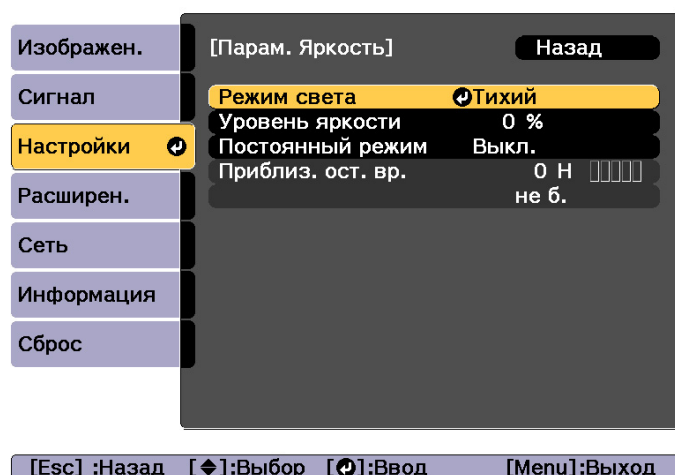 Изображен.
Сигнал
Настройки
Расширен.
Сеть
Информация
Сброс
[Парам. Яркость] Назад
Режим света Тихий
Уровень яркости 0 %
Постоянный режим Выкл.
Приблиз. ост. вр. 0 H
не б.
[Esc] :Назад [◆]:Выбор [↵]:Ввод [Menu]:Выход